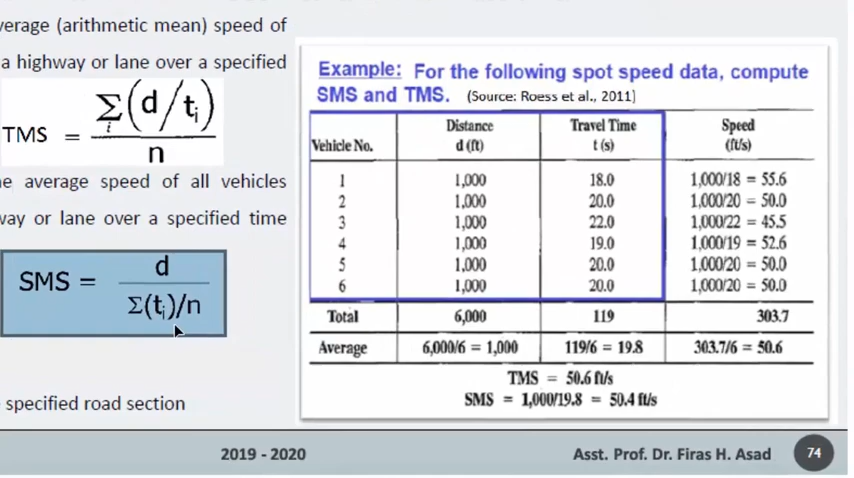 verage (arithmetic mean) speed of
a highway or lane over a specified
TMS = Σi(d/ti) / n
e average speed of all vehicles
way or lane over a specified time
SMS = d / Σ(ti)/n
specified road section
Example: For the following spot speed data, compute
SMS and TMS. (Source: Roess et al., 2011)
Vehicle No. Distance d (ft) Travel Time t (s) Speed (ft/s)
1 1,000 18.0 1,000/18 = 55.6
2 1,000 20.0 1,000/20 = 50.0
3 1,000 22.0 1,000/22 = 45.5
4 1,000 19.0 1,000/19 = 52.6
5 1,000 20.0 1,000/20 = 50.0
6 1,000 20.0 1,000/20 = 50.0
Total 6,000 119 303.7
Average 6,000/6 = 1,000 119/6 = 19.8 303.7/6 = 50.6
TMS = 50.6 ft/s
SMS = 1,000/19.8 = 50.4 ft/s
2019 - 2020 Asst. Prof. Dr. Firas H. Asad 74